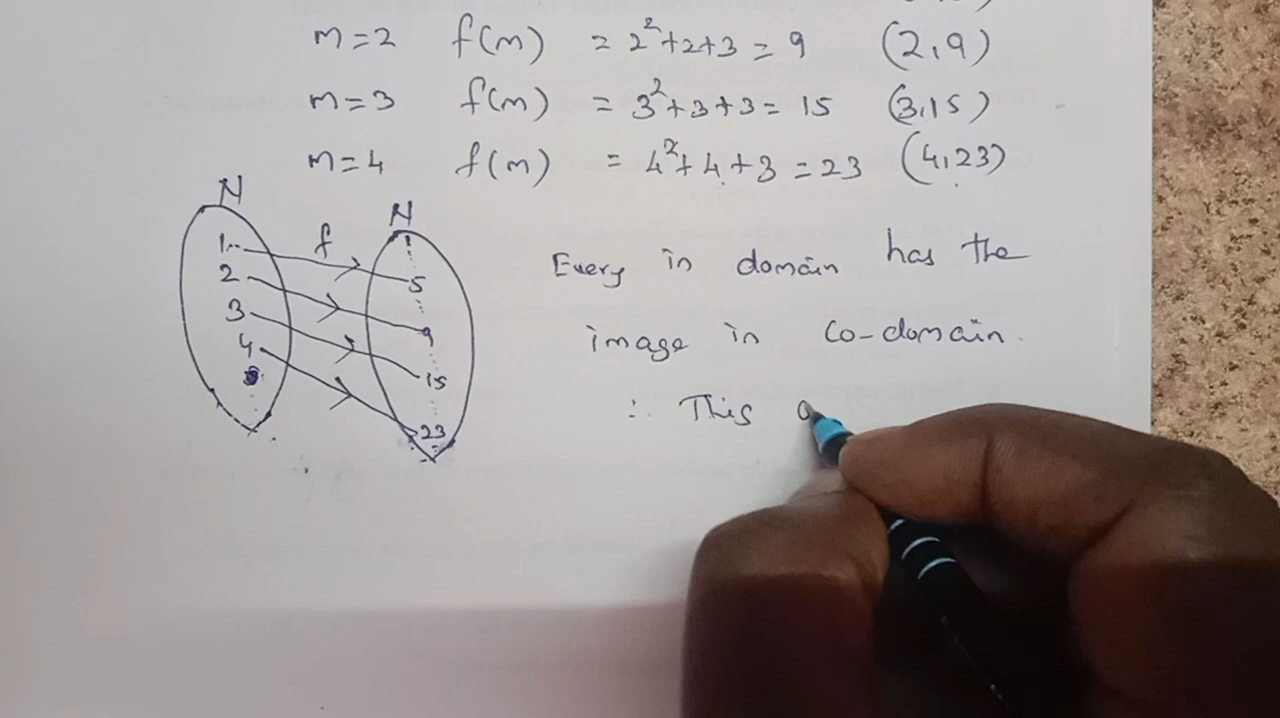 m=2 f(m) = 2²+2+3 = 9 (2,9)
m=3 f(m) = 3²+3+3 = 15 (3,15)
m=4 f(m) = 4²+4+3 = 23 (4,23)
N
N
f
1
2
3
4
5
9
15
23
Every in domain has the
image in Co-domain.
∴ This